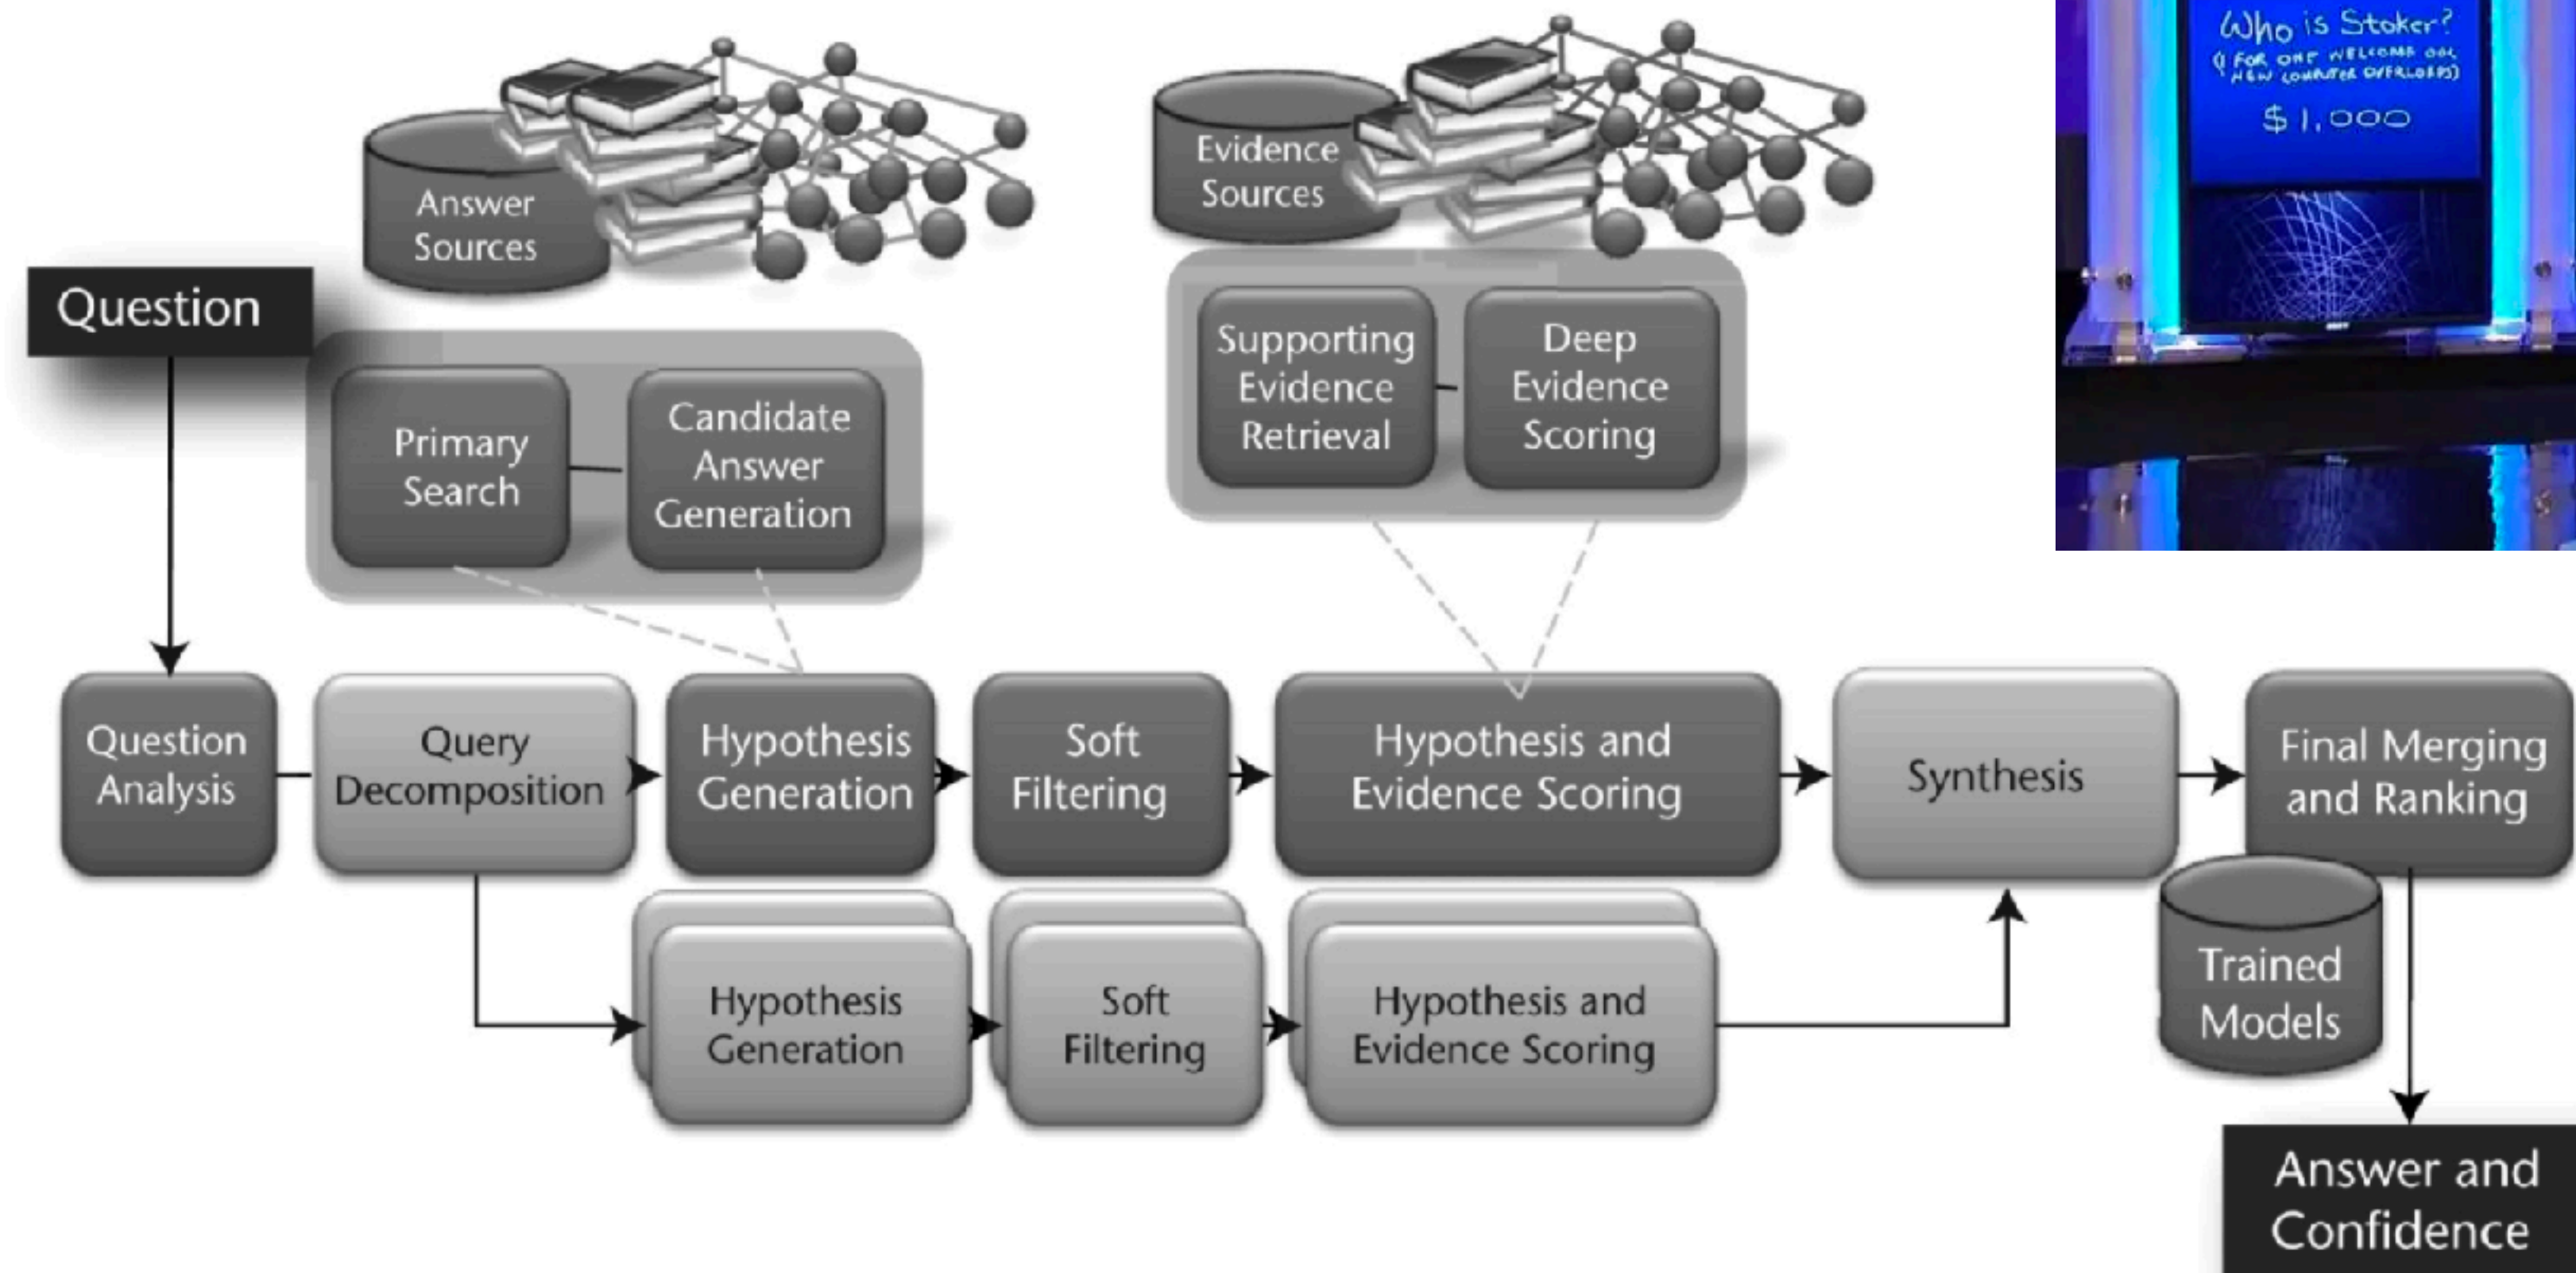 Who is Stoker?
(I FOR ONE WELCOME OUR
NEW COMPUTER OVERLORDS)
$1,000
Answer
Sources
Evidence
Sources
Question
Primary
Search
Candidate
Answer
Generation
Supporting
Evidence
Retrieval
Deep
Evidence
Scoring
Question
Analysis
Query
Decomposition
Hypothesis
Generation
Soft
Filtering
Hypothesis and
Evidence Scoring
Synthesis
Final Merging
and Ranking
Hypothesis
Generation
Soft
Filtering
Hypothesis and
Evidence Scoring
Trained
Models
Answer and
Confidence